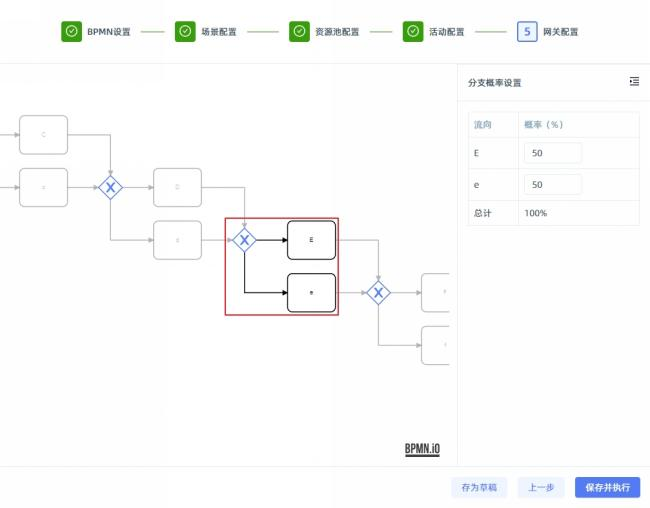 BPMN设置
场景配置
资源池配置
活动配置
5 网关配置
分支概率设置
流向 概率（%）
E 50
e 50
总计 100%
C
c
D
X
X
E
e
X
BPMN.iO
存为草稿 上一步 保存并执行